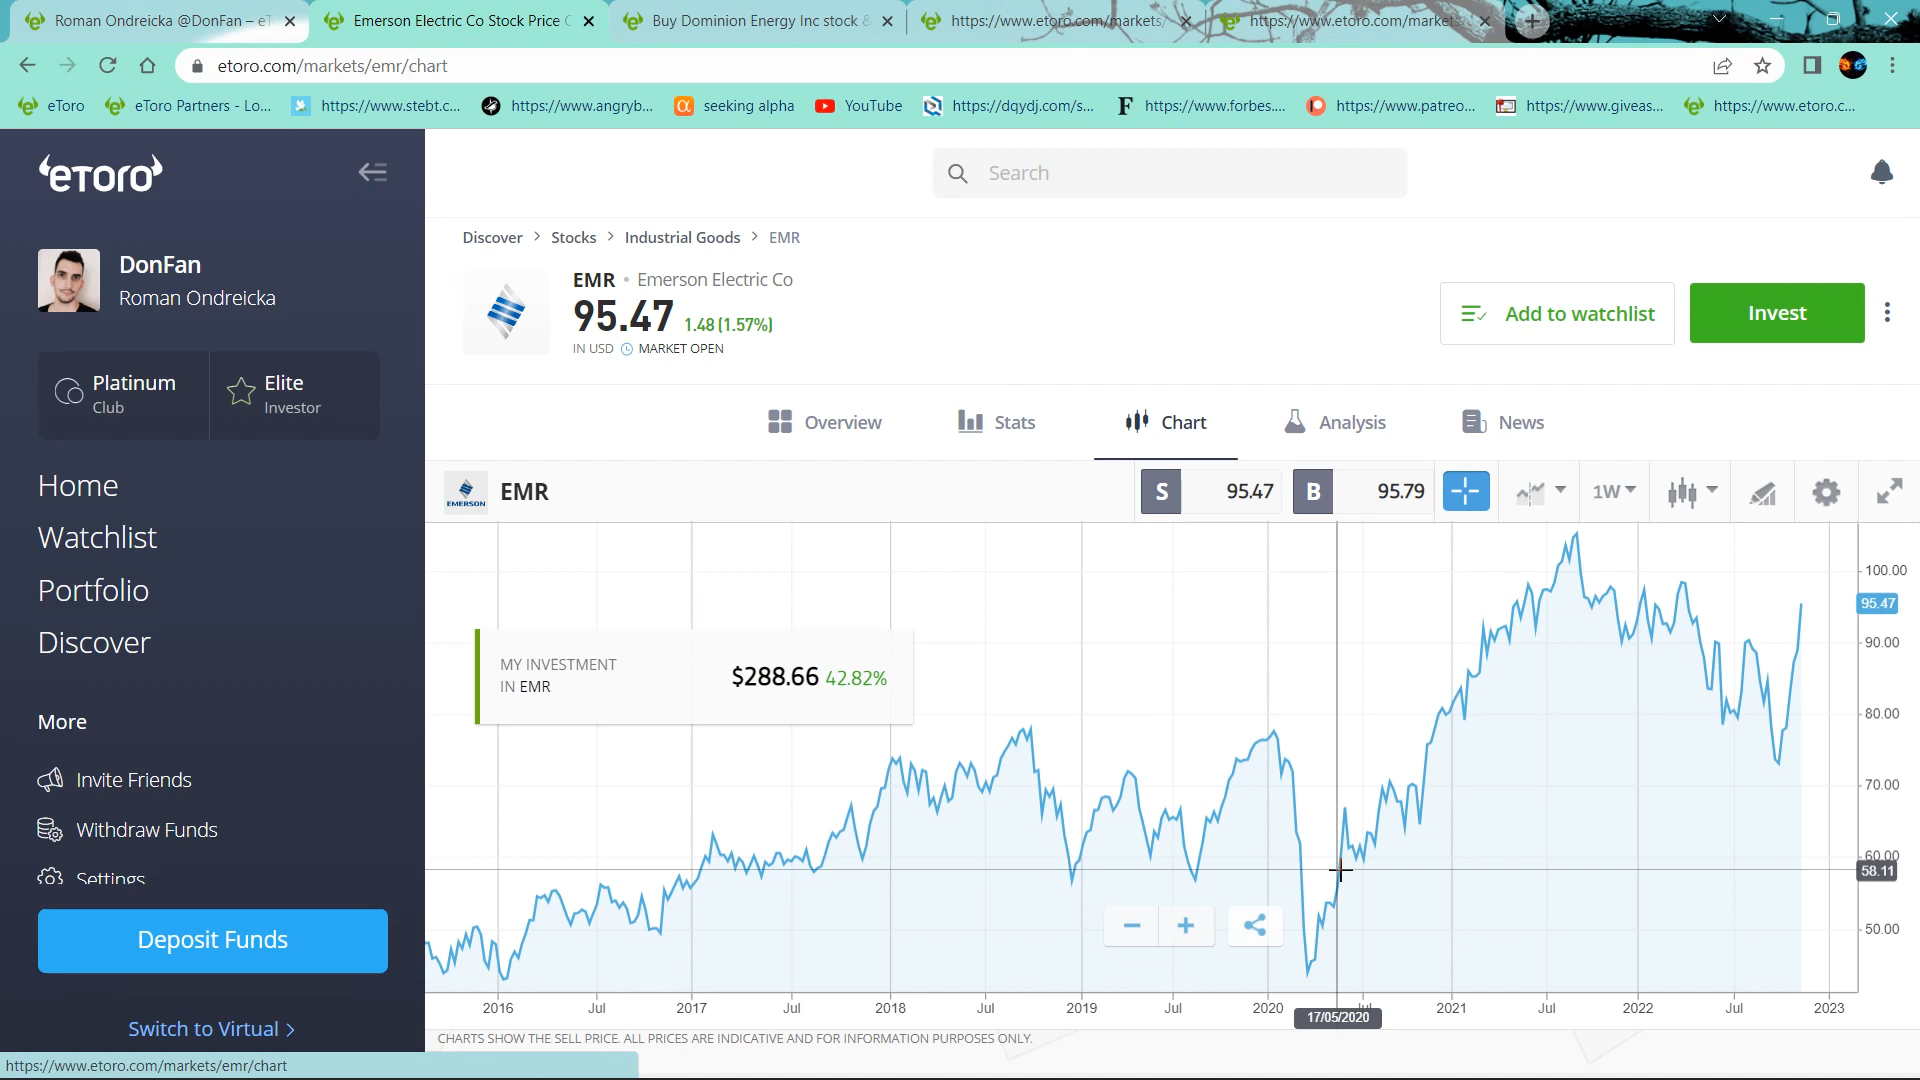 Roman Ondreicka @DonFan – eT
Emerson Electric Co Stock Price C
Buy Dominion Energy Inc stock &
https://www.etoro.com/markets/
https://www.etoro.com/markets
etoro.com/markets/emr/chart
eToro
eToro Partners - Lo...
https://www.stebt.c...
https://www.angryb...
seeking alpha
YouTube
https://dqydj.com/s...
https://www.forbes....
https://www.patreo...
https://www.giveas...
https://www.etoro.c...
etoro
Search
DonFan
Roman Ondreicka
Platinum
Club
Elite
Investor
Home
Watchlist
Portfolio
Discover
More
Invite Friends
Withdraw Funds
Settings
Deposit Funds
Switch to Virtual >
https://www.etoro.com/markets/emr/chart
Discover > Stocks > Industrial Goods > EMR
EMR • Emerson Electric Co
95.47 1.48 (1.57%)
IN USD MARKET OPEN
Add to watchlist
Invest
Overview
Stats
Chart
Analysis
News
EMERSON
EMR
S 95.47
B 95.79
1W
MY INVESTMENT
IN EMR
$288.66 42.82%
100.00
95.47
90.00
80.00
70.00
60.00
58.11
50.00
2016 Jul 2017 Jul 2018 Jul 2019 Jul 2020 Jul 2021 Jul 2022 Jul 2023
17/05/2020
CHARTS SHOW THE SELL PRICE. ALL PRICES ARE INDICATIVE AND FOR INFORMATION PURPOSES ONLY.